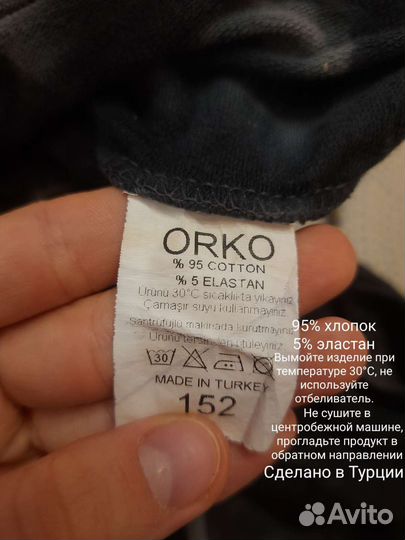 ORKO
% 95 COTTON
% 5 ELASTAN
Ürünü 30°C sıcaklıkta yıkayınız
Çamaşır suyu kullanmayınız
Santrüfüjlü makinada kurutmayınız
Ürünü tersinden ütüleyiniz
30
MADE IN TURKEY
152
95% хлопок
5% эластан
Вымойте изделие при
температуре 30°C, не
используйте
отбеливатель.
Не сушите в
центробежной машине,
прогладьте продукт в
обратном направлении
Сделано в Турции
Avito